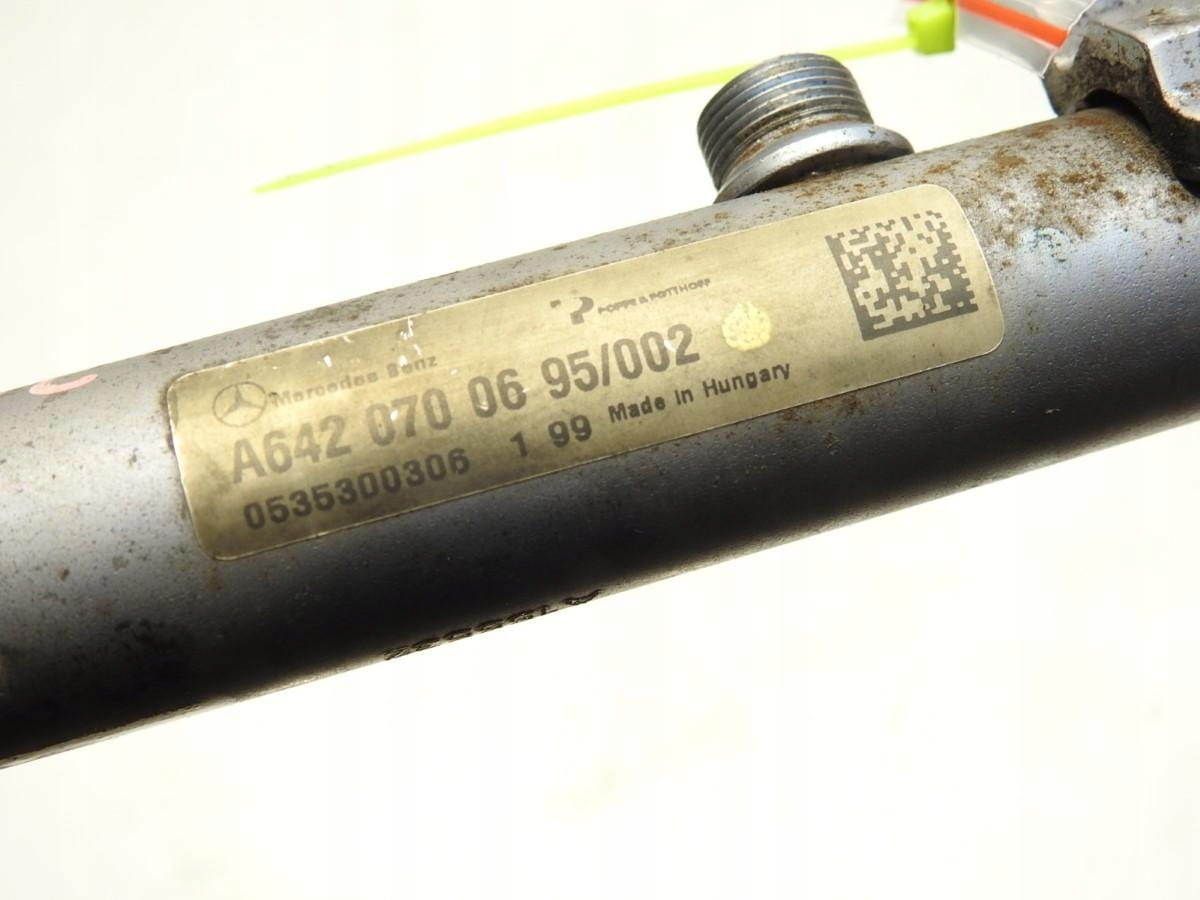 POPPE & POTTHOFF
Mercedes Benz
A642 070 06 95/002
0535300306 1 99 Made in Hungary